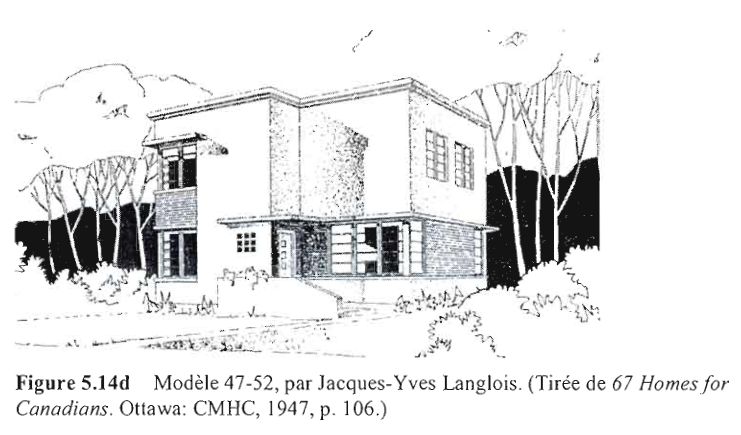 Figure 5.14d Modèle 47-52, par Jacques-Yves Langlois. (Tirée de 67 Homes for
Canadians. Ottawa: CMHC, 1947, p. 106.)